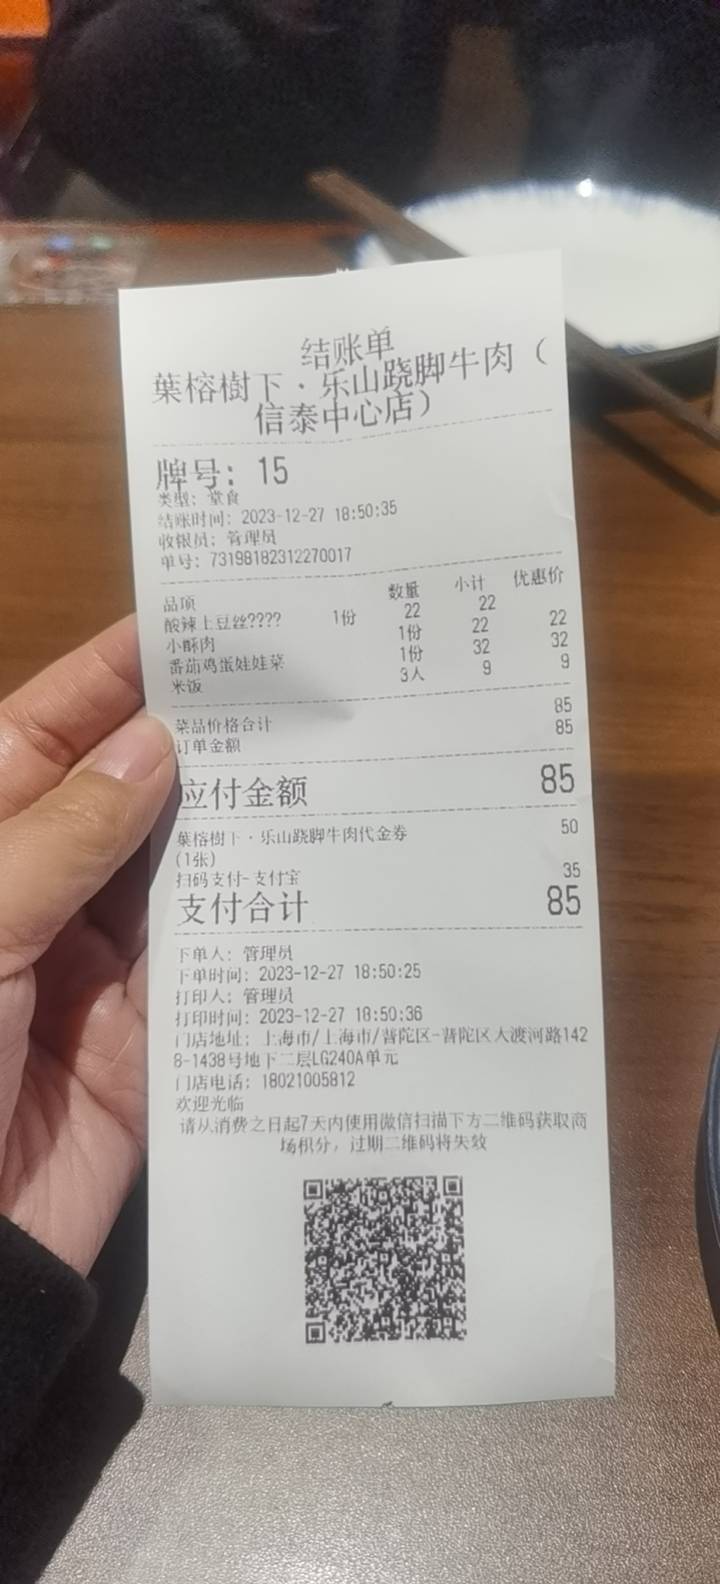 结账单
葉榕樹下·乐山跷脚牛肉（
信泰中心店）
牌号: 15
类型: 堂食
结账时间: 2023-12-27 18:50:35
收银员: 管理员
单号: 73198182312270017
品项 数量 小计 优惠价
酸辣土豆丝???? 1份 22 22
小酥肉 1份 22 22
番茄鸡蛋娃娃菜 1份 32 32
米饭 3人 9 9
菜品价格合计 85
订单金额 85
应付金额 85
葉榕樹下·乐山跷脚牛肉代金券 50
(1张)
扫码支付-支付宝 35
支付合计 85
下单人: 管理员
下单时间: 2023-12-27 18:50:25
打印人: 管理员
打印时间: 2023-12-27 18:50:36
门店地址: 上海市/上海市/普陀区-普陀区大渡河路142
8-1438号地下二层LG240A单元
门店电话: 18021005812
欢迎光临
请从消费之日起7天内使用微信扫描下方二维码获取商
场积分，过期二维码将失效